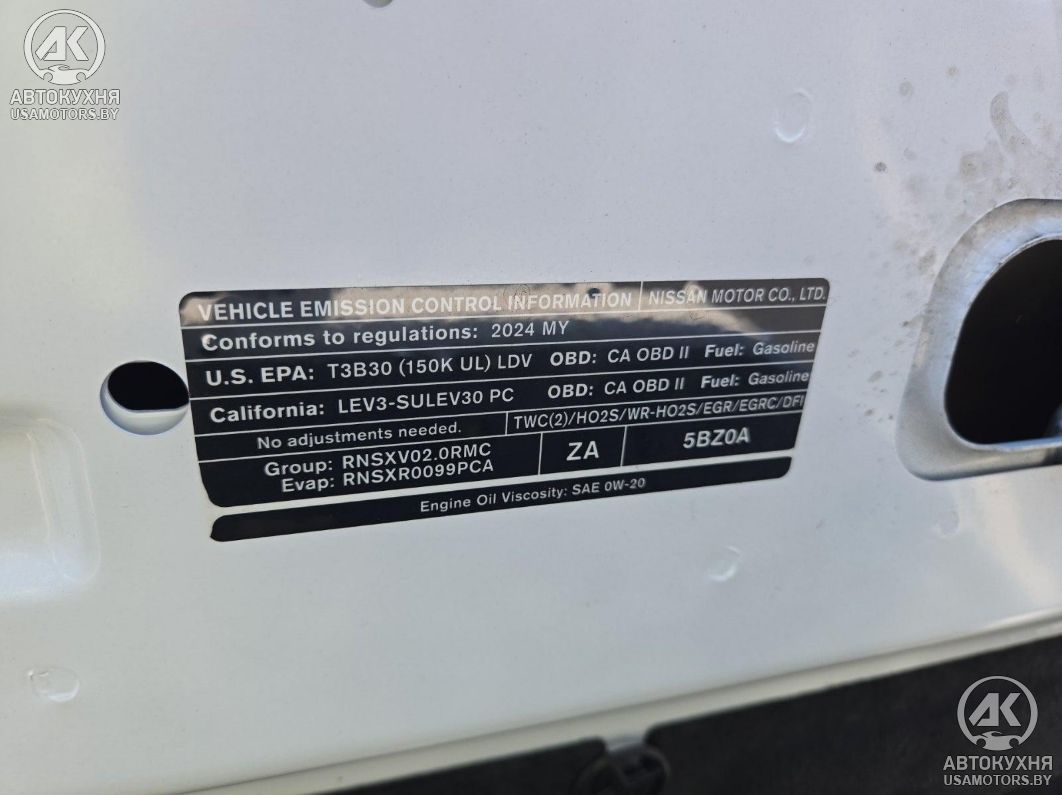 AK
АВТОКУХНЯ
USAMOTORS.BY
VEHICLE EMISSION CONTROL INFORMATION NISSAN MOTOR CO., LTD.
Conforms to regulations: 2024 MY
U.S. EPA: T3B30 (150K UL) LDV OBD: CA OBD II Fuel: Gasoline
California: LEV3-SULEV30 PC OBD: CA OBD II Fuel: Gasoline
No adjustments needed. TWC(2)/HO2S/WR-HO2S/EGR/EGRC/DFI
Group: RNSXV02.0RMC ZA 5BZ0A
Evap: RNSXR0099PCA
Engine Oil Viscosity: SAE 0W-20
AK
АВТОКУХНЯ
USAMOTORS.BY